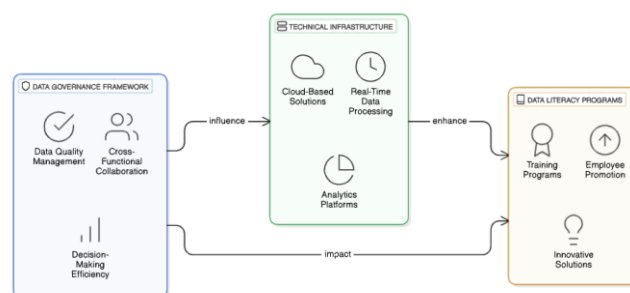 DATA GOVERNANCE FRAMEWORK
Data Quality
Management
Cross-
Functional
Collaboration
Decision-
Making
Efficiency
influence
TECHNICAL INFRASTRUCTURE
Cloud-Based
Solutions
Real-Time
Data
Processing
Analytics
Platforms
enhance
impact
DATA LITERACY PROGRAMS
Training
Programs
Employee
Promotion
Innovative
Solutions